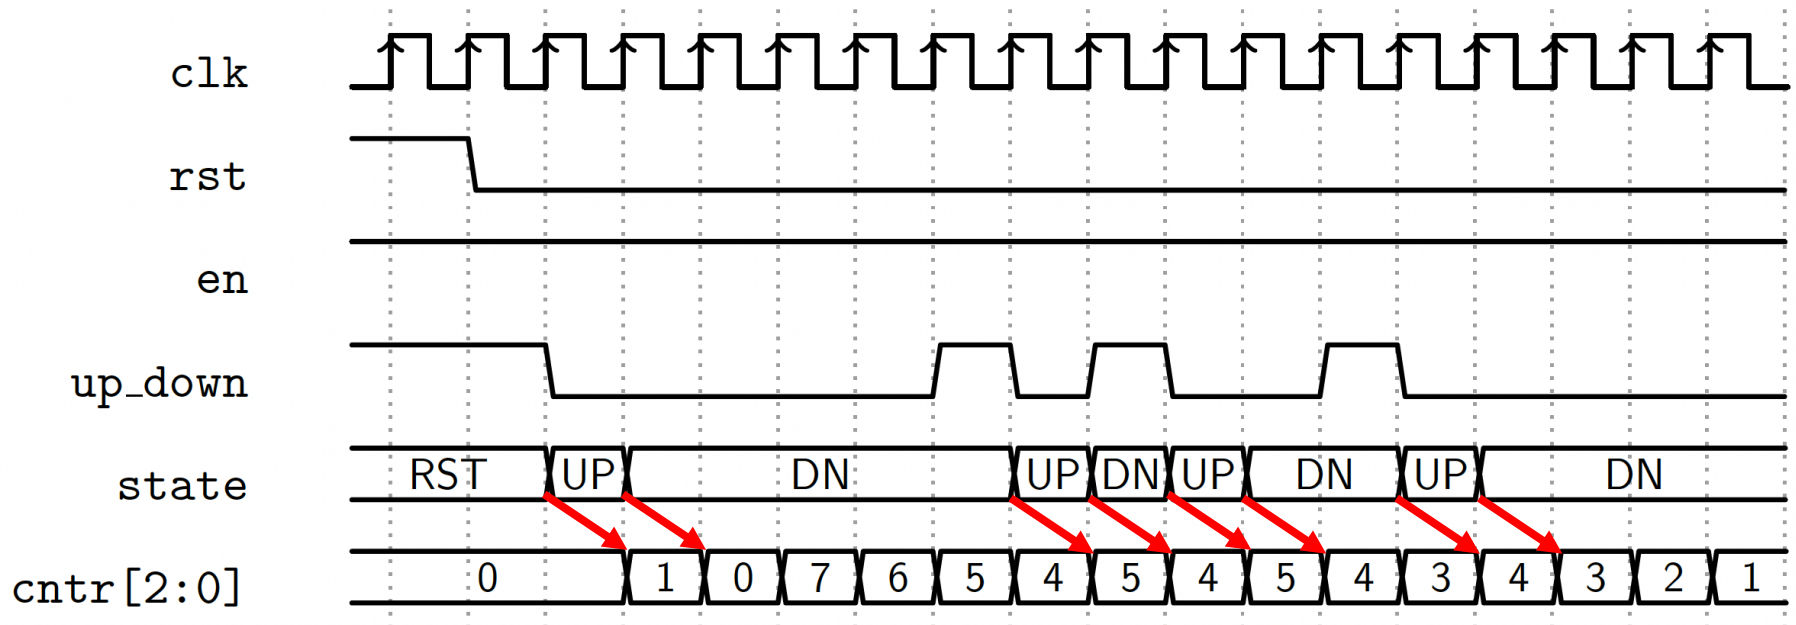 clk
rst
en
up_down
state RST UP DN UP DN UP DN UP DN
cntr[2:0] 0 1 0 7 6 5 4 5 4 5 4 3 4 3 2 1